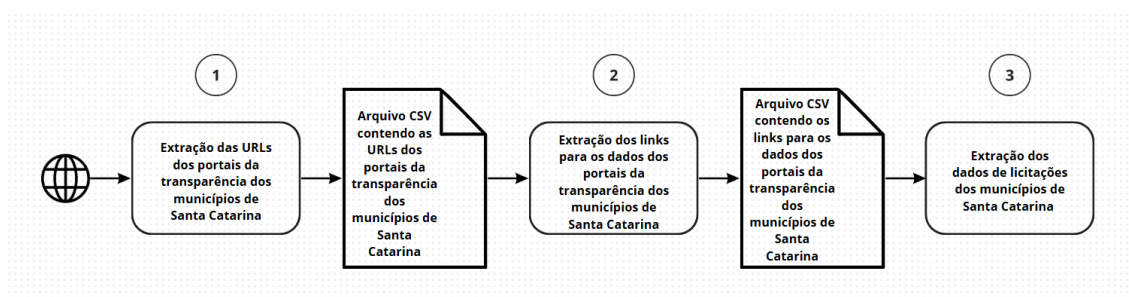 1
Extração das URLs
dos portais da
transparência dos
municípios de
Santa Catarina
Arquivo CSV
contendo as
URLs dos
portais da
transparência
dos
municípios de
Santa
Catarina
2
Extração dos links
para os dados dos
portais da
transparência dos
municípios de
Santa Catarina
Arquivo CSV
contendo os
links para os
dados dos
portais da
transparência
dos
municípios de
Santa
Catarina
3
Extração dos
dados de licitações
dos municípios de
Santa Catarina